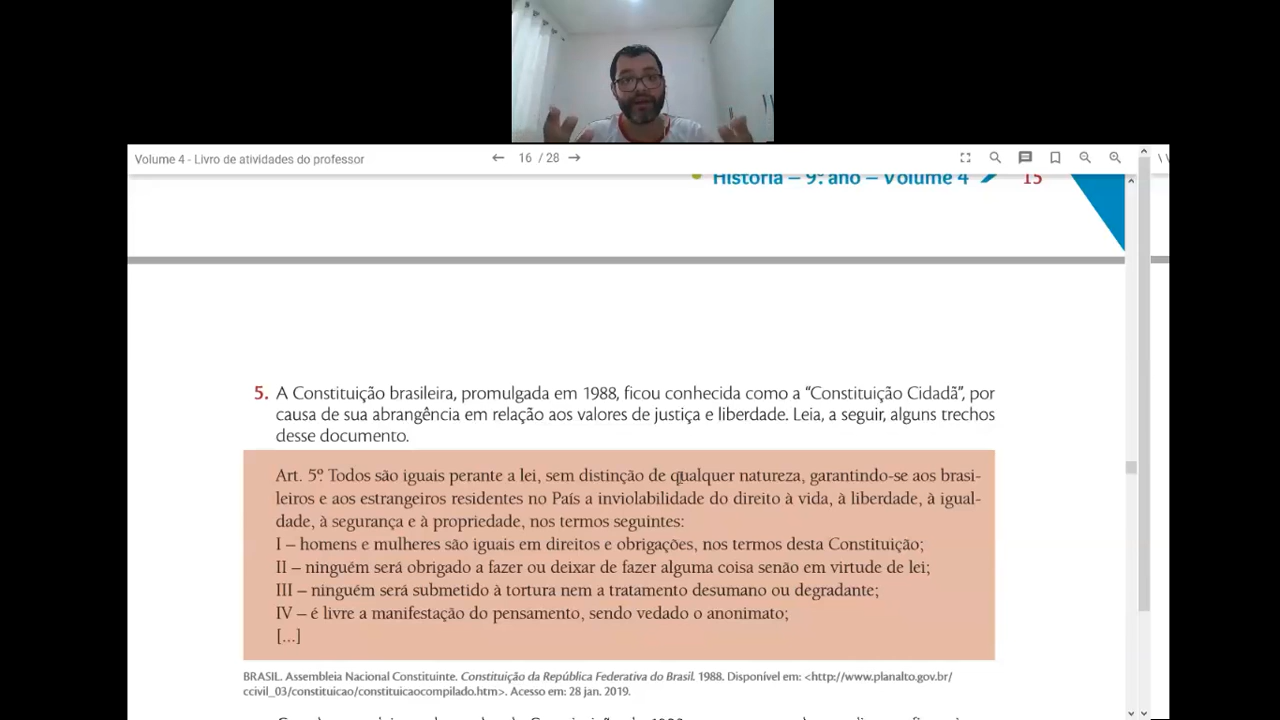 Volume 4 - Livro de atividades do professor
16 / 28
História – 9º. ano – Volume 4
15
5. A Constituição brasileira, promulgada em 1988, ficou conhecida como a “Constituição Cidadã”, por
causa de sua abrangência em relação aos valores de justiça e liberdade. Leia, a seguir, alguns trechos
desse documento.
Art. 5º. Todos são iguais perante a lei, sem distinção de qualquer natureza, garantindo-se aos brasi-
leiros e aos estrangeiros residentes no País a inviolabilidade do direito à vida, à liberdade, à igual-
dade, à segurança e à propriedade, nos termos seguintes:
I – homens e mulheres são iguais em direitos e obrigações, nos termos desta Constituição;
II – ninguém será obrigado a fazer ou deixar de fazer alguma coisa senão em virtude de lei;
III – ninguém será submetido à tortura nem a tratamento desumano ou degradante;
IV – é livre a manifestação do pensamento, sendo vedado o anonimato;
[...]
BRASIL. Assembleia Nacional Constituinte. Constituição da República Federativa do Brasil. 1988. Disponível em: <http://www.planalto.gov.br/
ccivil_03/constituicao/constituicaocompilado.htm>. Acesso em: 28 jan. 2019.